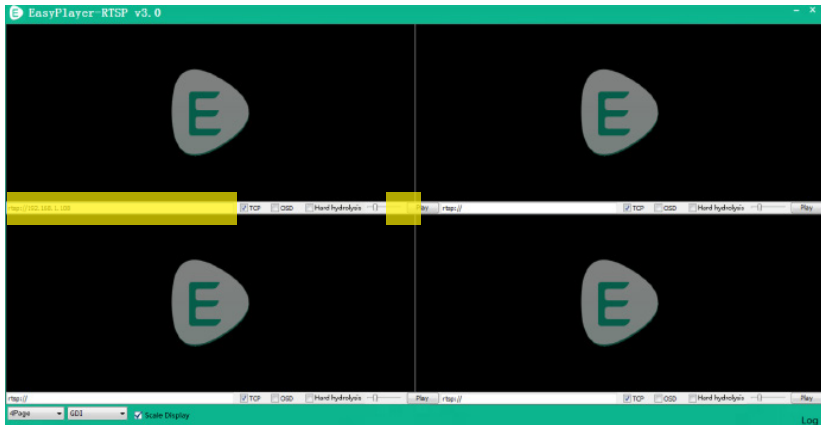 EasyPlayer-RTSP v3.0
E
E
rtsp://192.168.1.108 TCP OSD Hard hydrolysis Play
rtsp:// TCP OSD Hard hydrolysis Play
E
E
rtsp:// TCP OSD Hard hydrolysis Play
rtsp:// TCP OSD Hard hydrolysis Play
4Page GDI Scale Display
Log